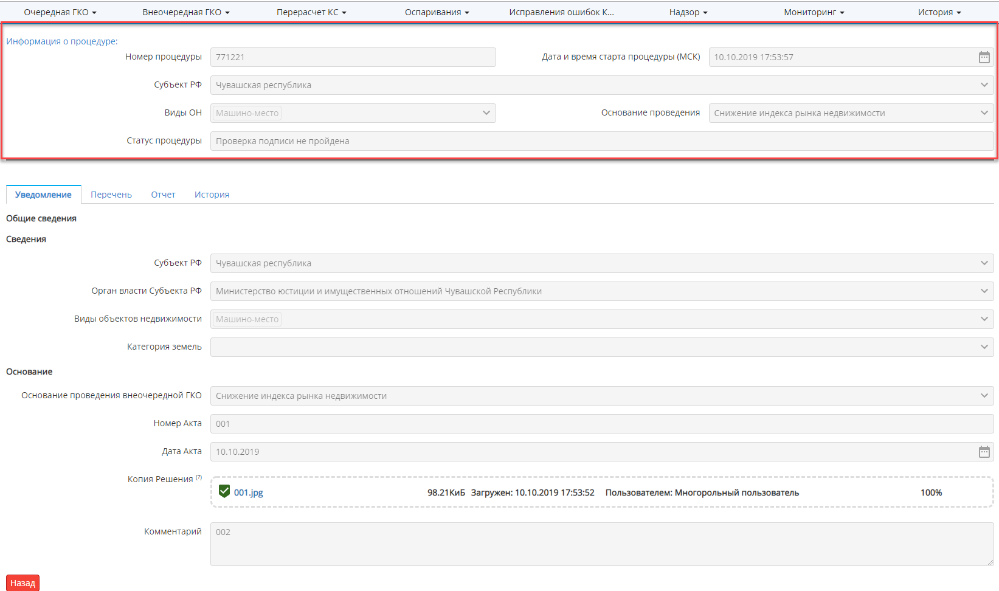 Очередная ГКО Внеочередная ГКО Перерасчет КС Оспаривания Исправления ошибок К... Надзор Мониторинг История
Информация о процедуре:
Номер процедуры 771221 Дата и время старта процедуры (МСК) 10.10.2019 17:53:57
Субъект РФ Чувашская республика
Виды ОН Машино-место Основание проведения Снижение индекса рынка недвижимости
Статус процедуры Проверка подписи не пройдена
Уведомление Перечень Отчет История
Общие сведения
Сведения
Субъект РФ Чувашская республика
Орган власти Субъекта РФ Министерство юстиции и имущественных отношений Чувашской Республики
Виды объектов недвижимости Машино-место
Категория земель
Основание
Основание проведения внеочередной ГКО Снижение индекса рынка недвижимости
Номер Акта 001
Дата Акта 10.10.2019
Копия Решения (?)
001.jpg 98.21КиБ Загружен: 10.10.2019 17:53:52 Пользователем: Многорольный пользователь 100%
Комментарий 002
Назад